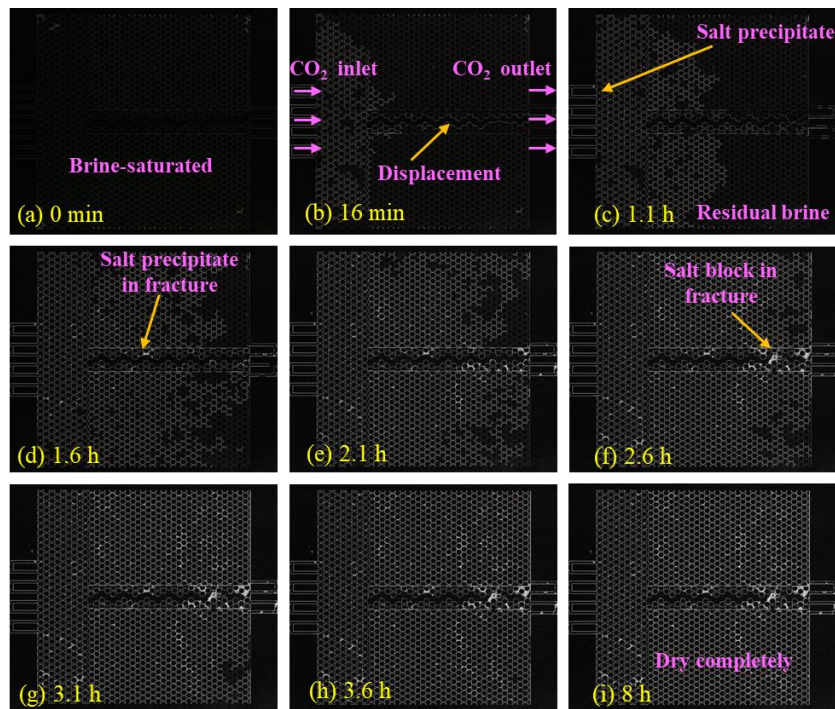 CO₂ inlet
CO₂ outlet
Salt precipitate
Brine-saturated
Displacement
(a) 0 min
(b) 16 min
(c) 1.1 h
Residual brine
Salt precipitate
in fracture
Salt block in
fracture
(d) 1.6 h
(e) 2.1 h
(f) 2.6 h
Dry completely
(g) 3.1 h
(h) 3.6 h
(i) 8 h